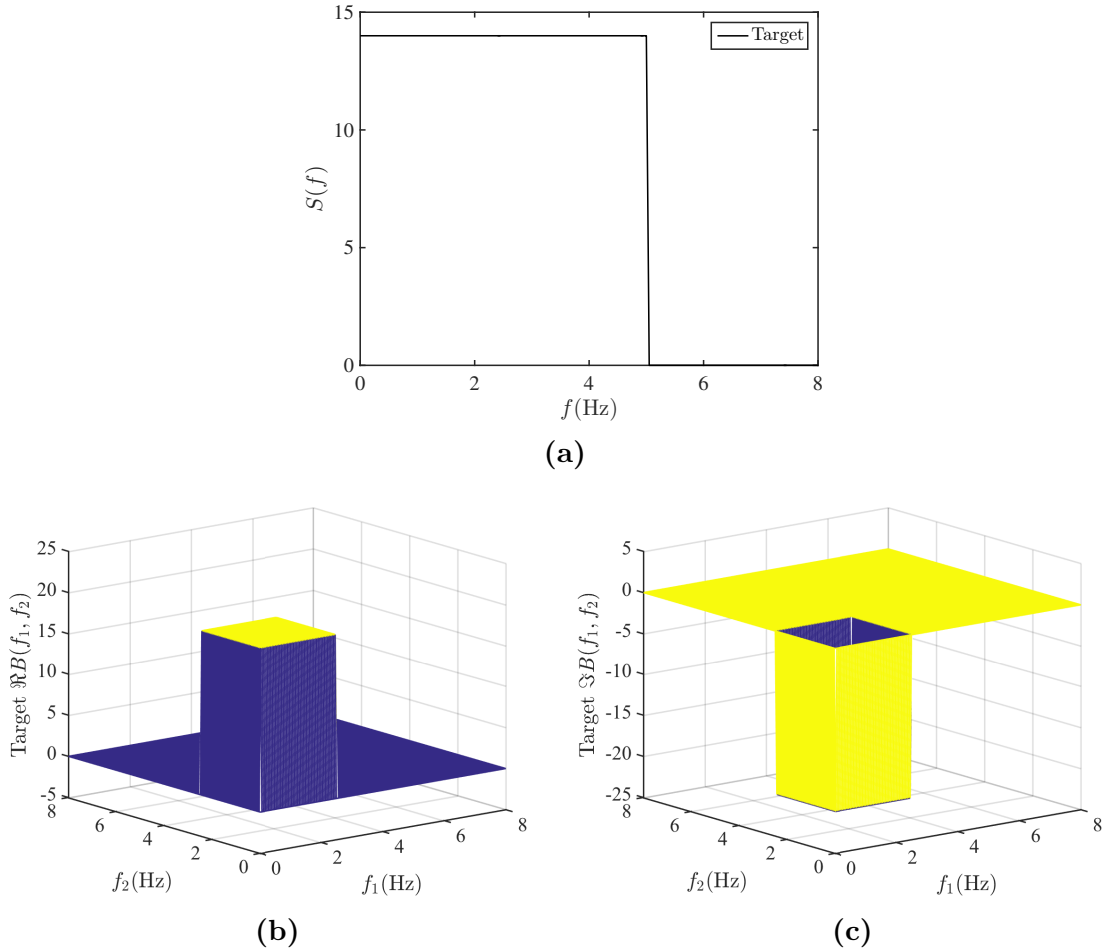 15
Target
10
S(f)
5
0
0 2 4 6 8
f(Hz)
(a)
25
20
15
10
5
0
-5
Target ℜB(f₁, f₂)
8 6 4 2 0
0 2 4 6 8
f₂(Hz) f₁(Hz)
(b)
5
0
-5
-10
-15
-20
-25
Target ℑB(f₁, f₂)
8 6 4 2 0
0 2 4 6 8
f₂(Hz) f₁(Hz)
(c)